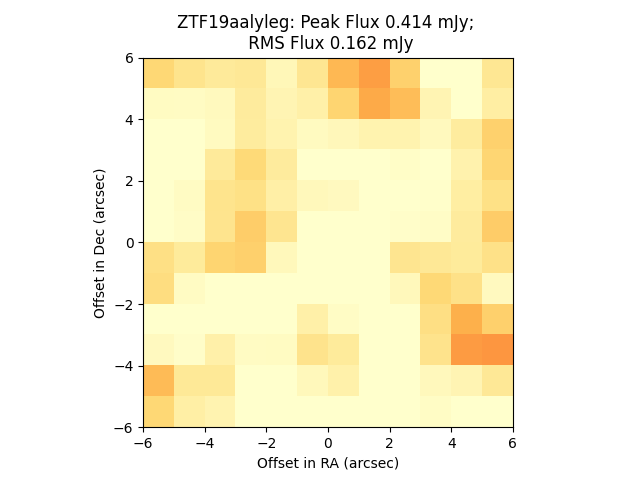 ZTF19aalyleg: Peak Flux 0.414 mJy;
RMS Flux 0.162 mJy
6
4
2
0
−2
−4
−6
Offset in Dec (arcsec)
−6 −4 −2 0 2 4 6
Offset in RA (arcsec)